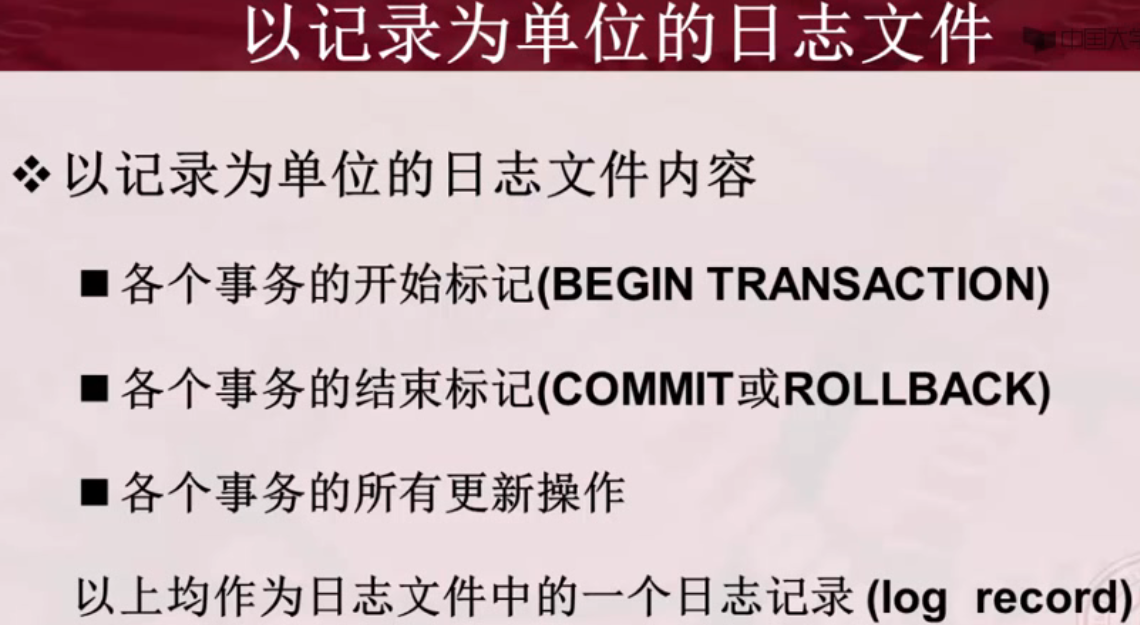 以记录为单位的日志文件
中国大学
❖以记录为单位的日志文件内容
■各个事务的开始标记(BEGIN TRANSACTION)
■各个事务的结束标记(COMMIT或ROLLBACK)
■各个事务的所有更新操作
以上均作为日志文件中的一个日志记录 (log record)